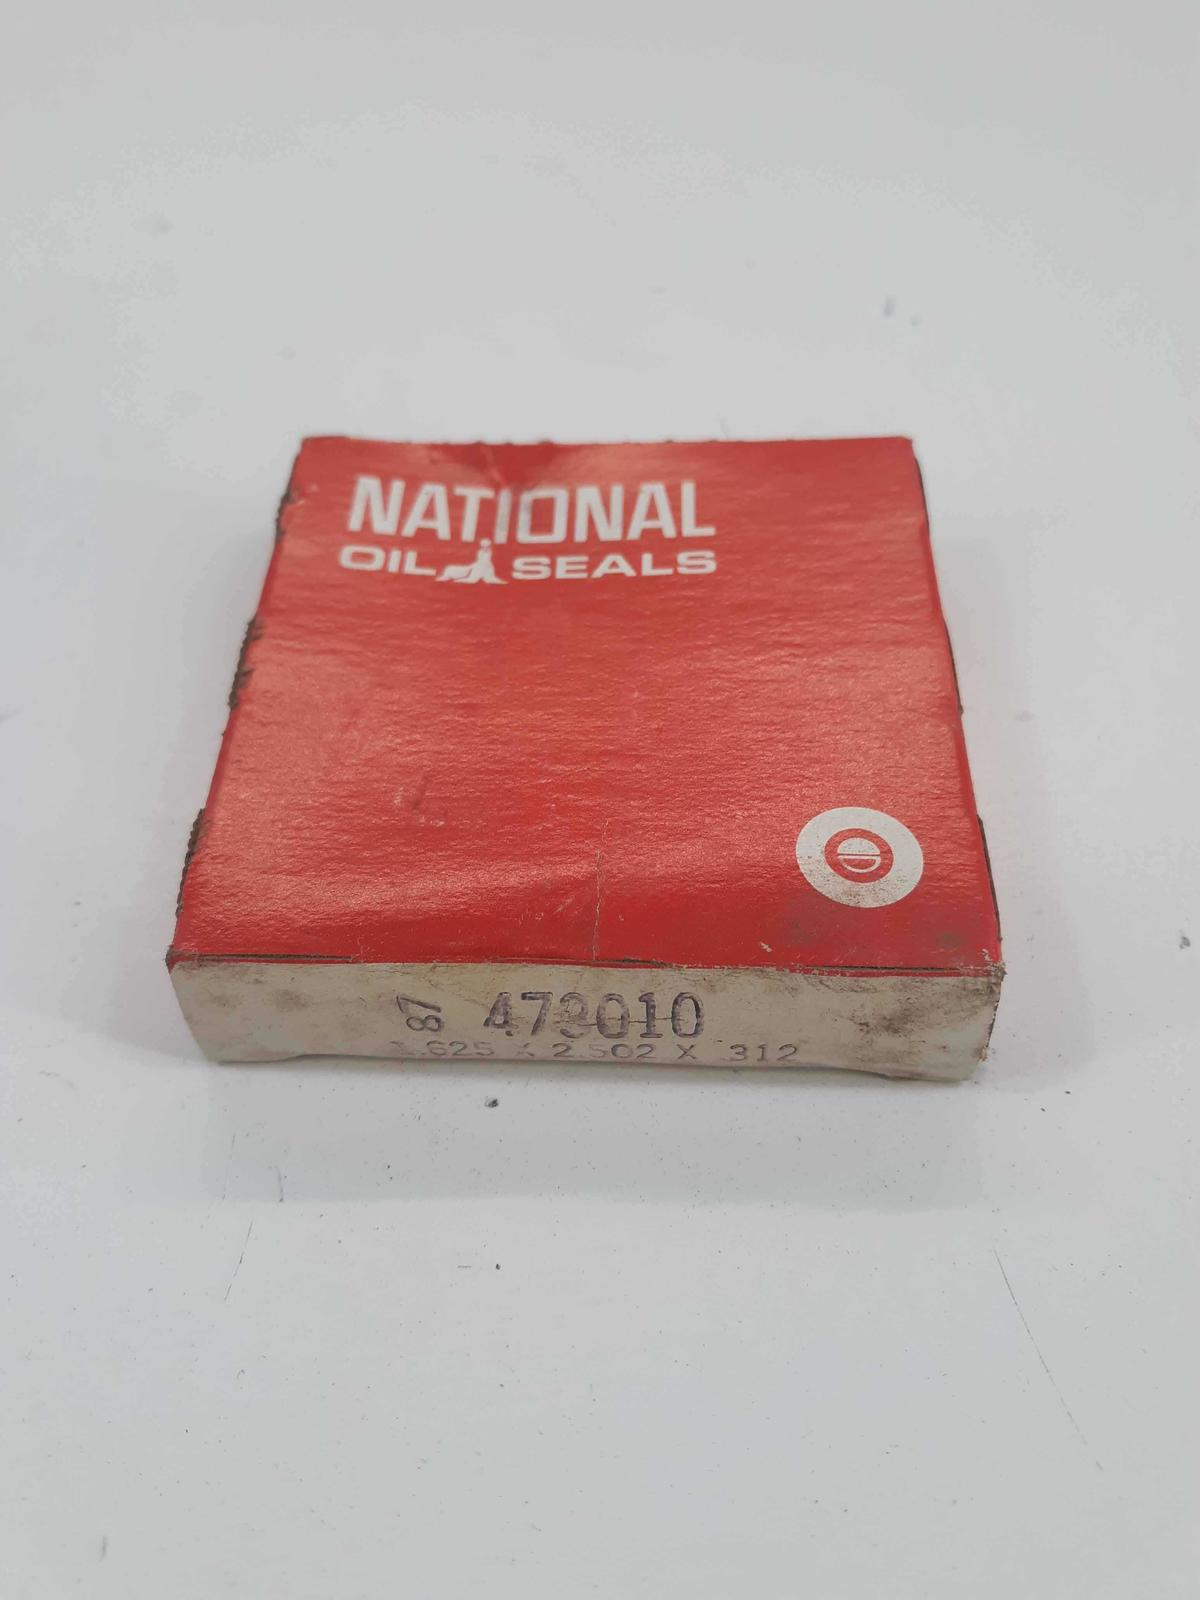 NATIONAL
OIL SEALS
87 473010
.625 X 2.502 X .312